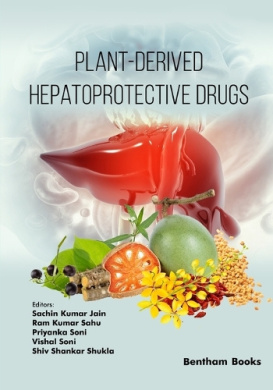 PLANT-DERIVED
HEPATOPROTECTIVE DRUGS
Editors:
Sachin Kumar Jain
Ram Kumar Sahu
Priyanka Soni
Vishal Soni
Shiv Shankar Shukla
Bentham Books